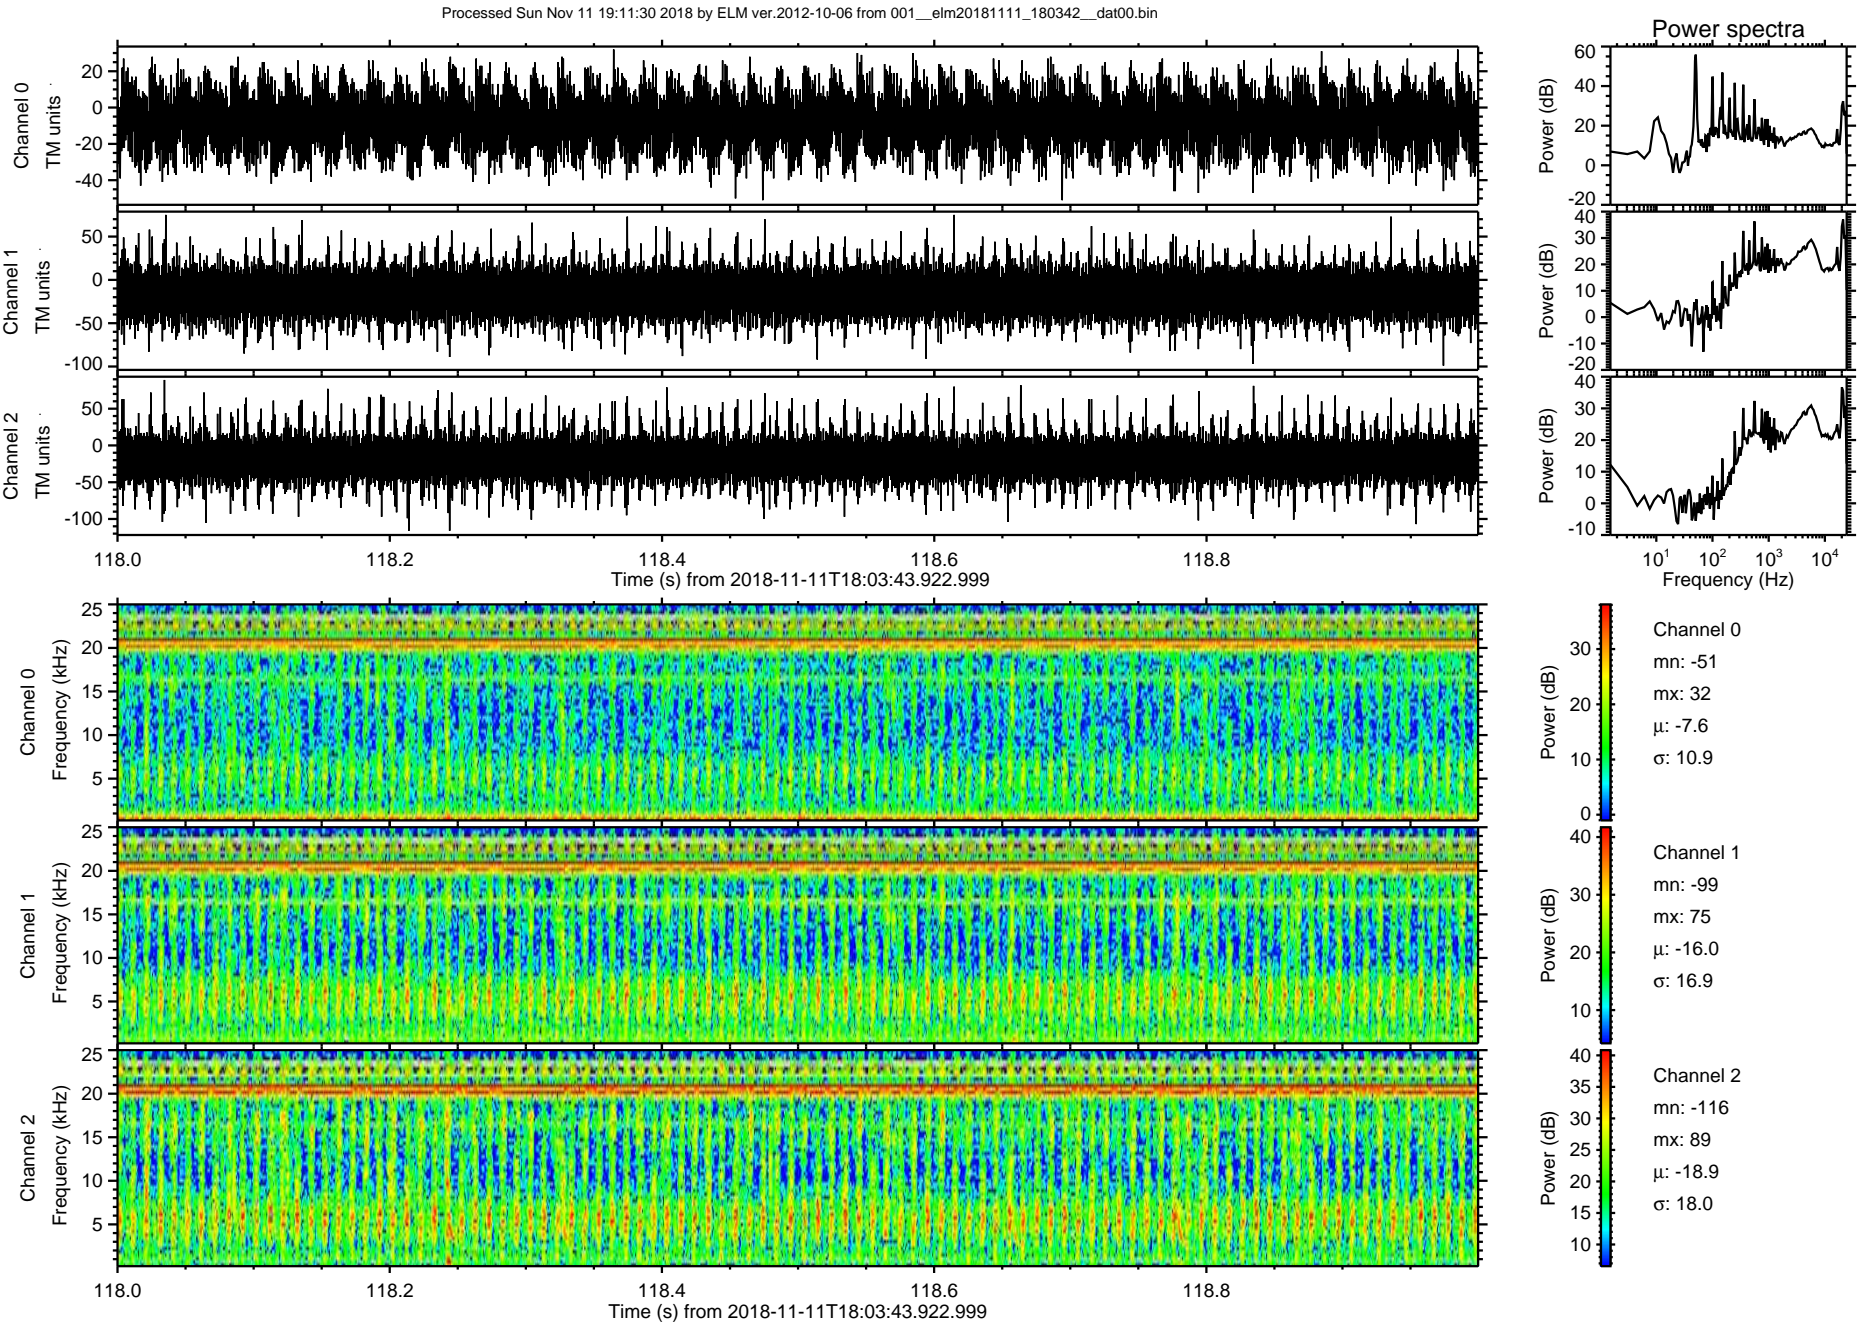 Processed Sun Nov 11 19:11:30 2018 by ELM ver.2012-10-06 from 001__elm20181111_180342__dat00.bin
Power spectra
Channel 0
TM units
20
0
-20
-40
Power (dB)
60
40
20
0
-20
Channel 1
TM units
50
0
-50
-100
Power (dB)
40
30
20
10
0
-10
-20
Channel 2
TM units
50
0
-50
-100
Power (dB)
40
30
20
10
0
-10
118.0 118.2 118.4 118.6 118.8
Time (s) from 2018-11-11T18:03:43.922.999
10^1 10^2 10^3 10^4
Frequency (Hz)
Channel 0
Frequency (kHz)
25
20
15
10
5
Power (dB)
30
20
10
0
Channel 0
mn: -51
mx: 32
µ: -7.6
σ: 10.9
Channel 1
Frequency (kHz)
25
20
15
10
5
Power (dB)
40
30
20
10
Channel 1
mn: -99
mx: 75
µ: -16.0
σ: 16.9
Channel 2
Frequency (kHz)
25
20
15
10
5
Power (dB)
40
35
30
25
20
15
10
Channel 2
mn: -116
mx: 89
µ: -18.9
σ: 18.0
118.0 118.2 118.4 118.6 118.8
Time (s) from 2018-11-11T18:03:43.922.999